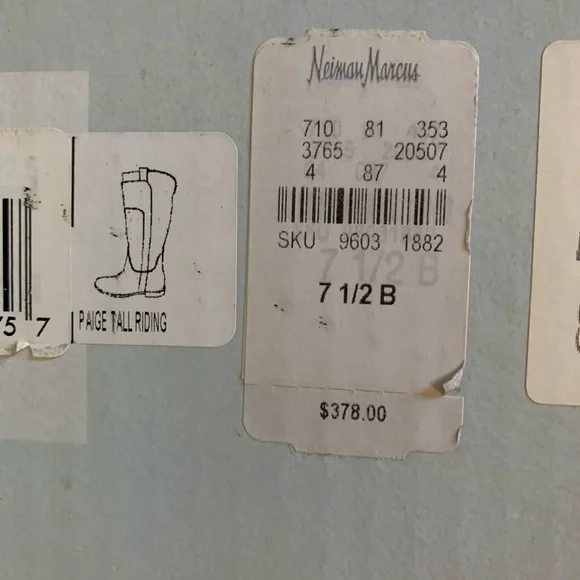 Neiman Marcus
710 81 353
3765 20507
4 87 4
SKU 9603 1882
7 1/2 B
7 1/2 B
$378.00
75 7
PAIGE TALL RIDING